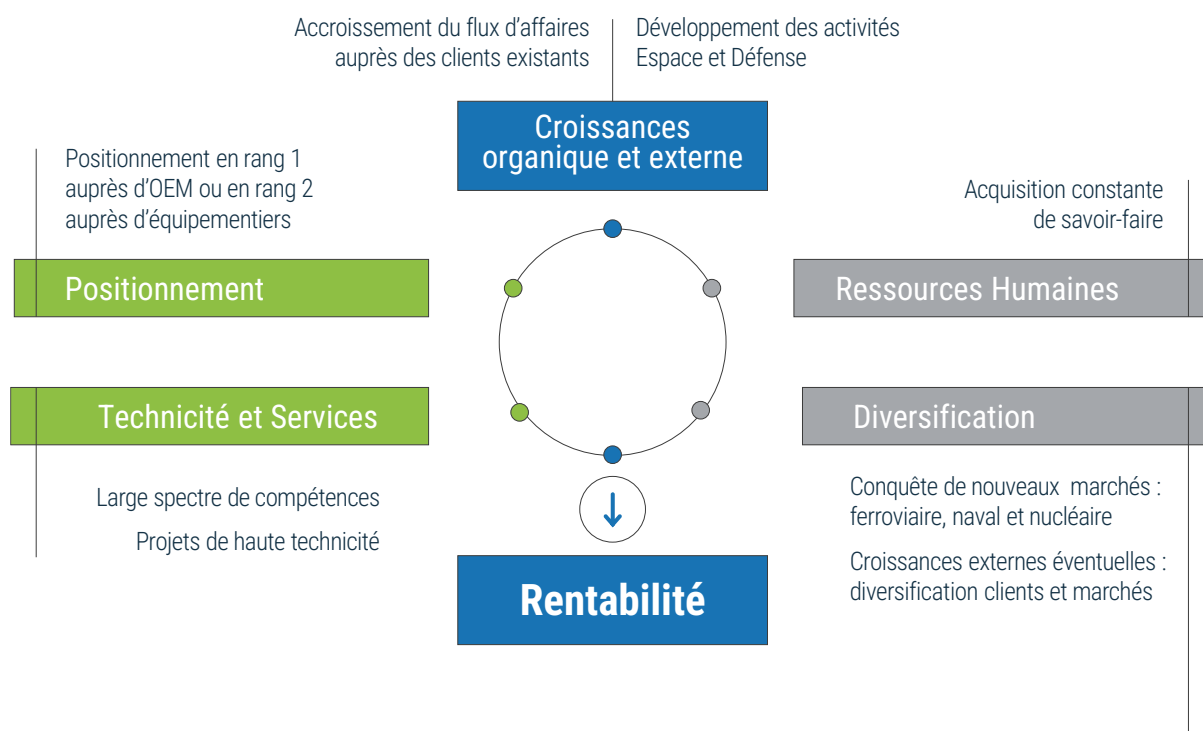 Accroissement du flux d’affaires
auprès des clients existants
Développement des activités
Espace et Défense
Croissances
organique et externe
Positionnement en rang 1
auprès d’OEM ou en rang 2
auprès d’équipementiers
Positionnement
Acquisition constante
de savoir-faire
Ressources Humaines
Technicité et Services
Large spectre de compétences
Projets de haute technicité
Diversification
Conquête de nouveaux marchés :
ferroviaire, naval et nucléaire
Croissances externes éventuelles :
diversification clients et marchés
Rentabilité